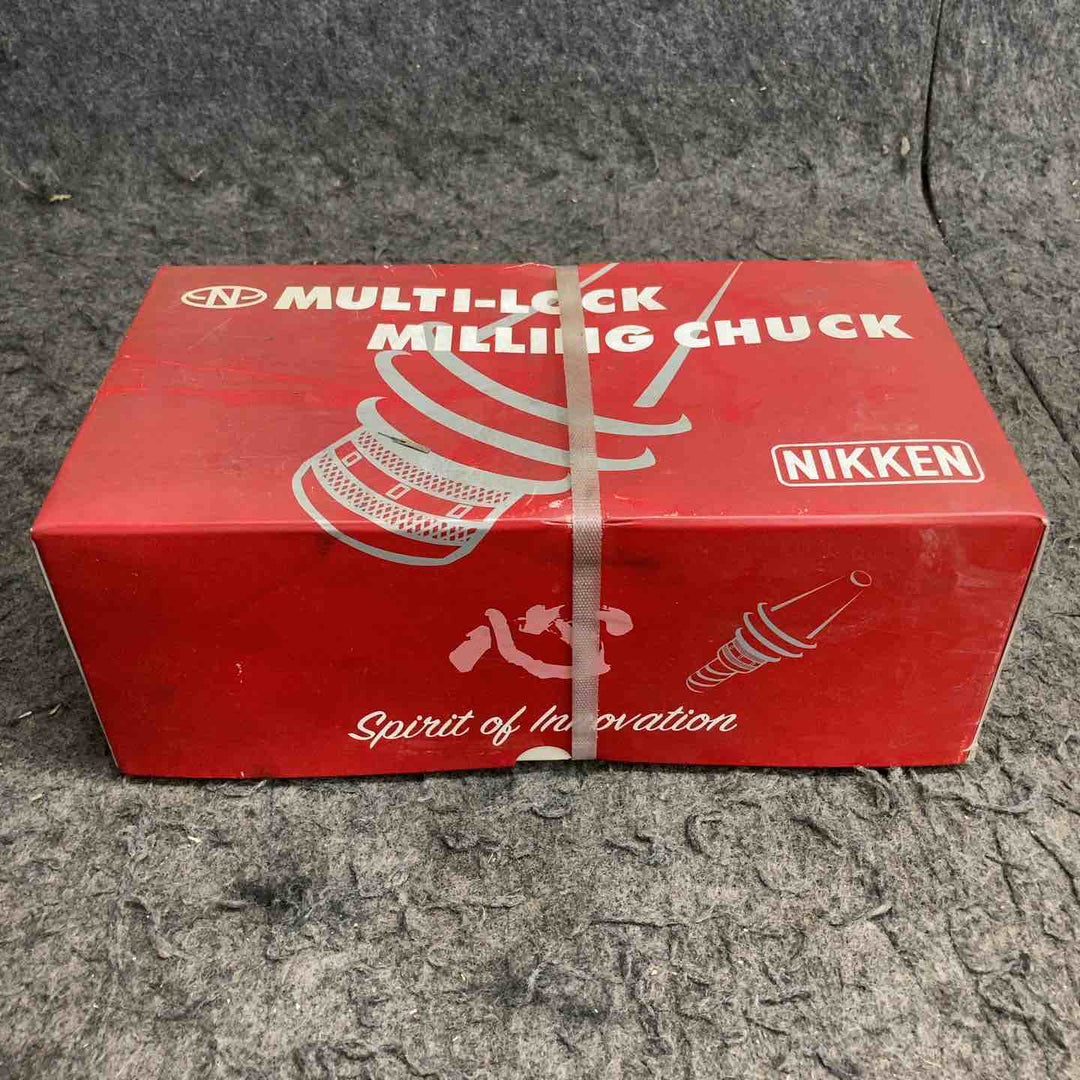 N MULTI-LOCK
MILLING CHUCK
NIKKEN
心
Spirit of Innovation